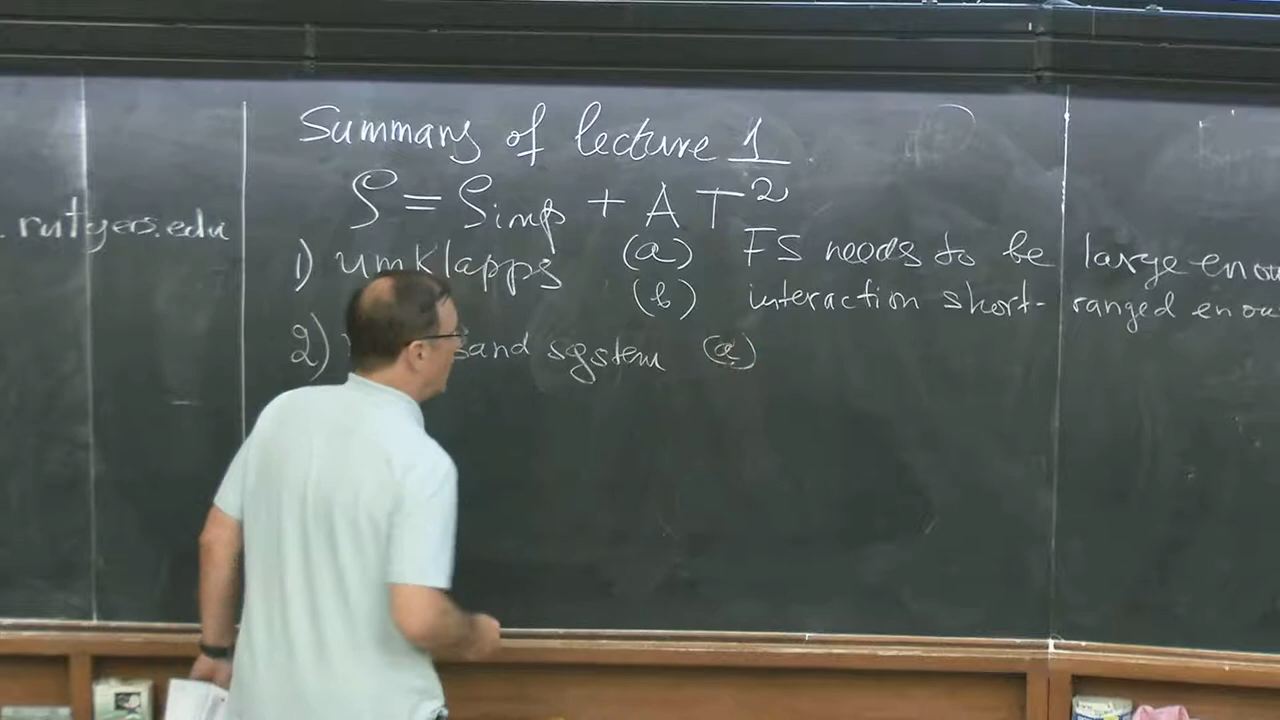 Summary of lecture 1
ρ = ρimp + A T²
. rutgers.edu
1) umklapps (a) FS needs to be large enou
(b) interaction short-ranged enou
2) band system (a)